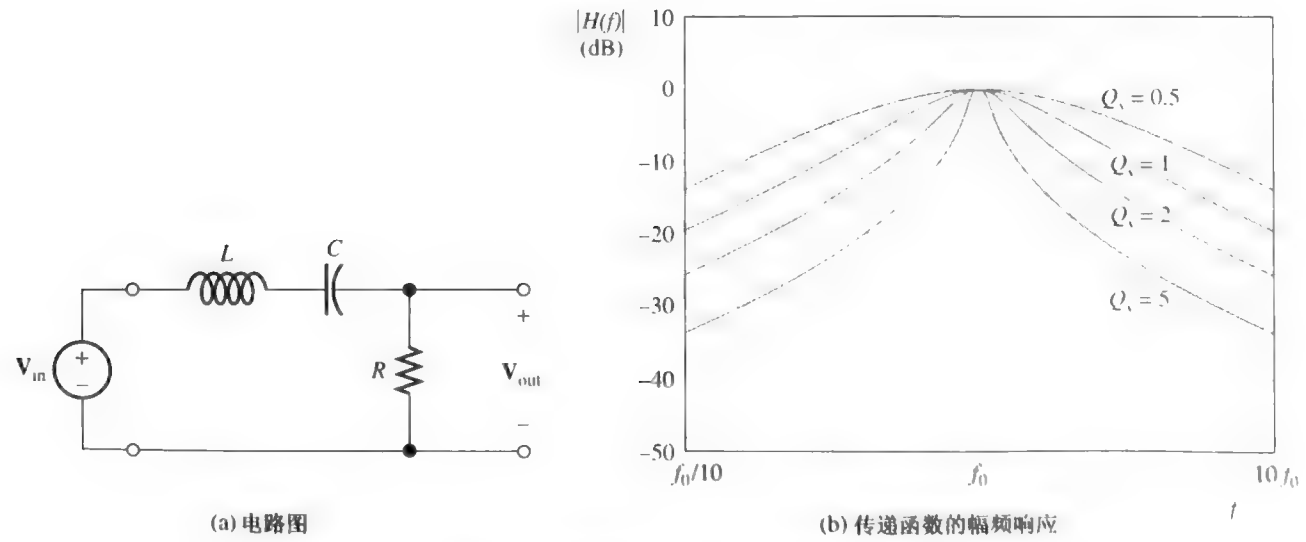 L
C
+
−
V_in
R
+
V_out
−
(a) 电路图
|H(f)|
(dB)
10
0
−10
−20
−30
−40
−50
Q_s = 0.5
Q_s = 1
Q_s = 2
Q_s = 5
f_0/10
f_0
10 f_0
f
(b) 传递函数的幅频响应